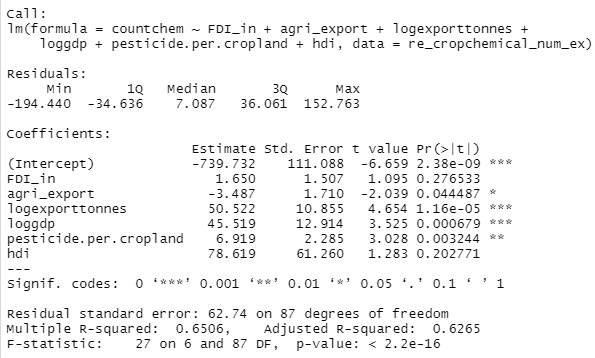 Call:
lm(formula = countchem ~ FDI_in + agri_export + logexporttonnes +
    loggdp + pesticide.per.cropland + hdi, data = re_cropchemical_num_ex)
Residuals:
     Min       1Q   Median       3Q      Max
-194.440  -34.636    7.087   36.061  152.763
Coefficients:
                        Estimate Std. Error t value Pr(>|t|)
(Intercept)             -739.732    111.088  -6.659 2.38e-09 ***
FDI_in                     1.650      1.507   1.095 0.276533
agri_export               -3.487      1.710  -2.039 0.044487 *
logexporttonnes           50.522     10.855   4.654 1.16e-05 ***
loggdp                    45.519     12.914   3.525 0.000679 ***
pesticide.per.cropland     6.919      2.285   3.028 0.003244 **
hdi                       78.619     61.260   1.283 0.202771
---
Signif. codes:  0 ‘***’ 0.001 ‘**’ 0.01 ‘*’ 0.05 ‘.’ 0.1 ‘ ’ 1
Residual standard error: 62.74 on 87 degrees of freedom
Multiple R-squared:  0.6506,    Adjusted R-squared:  0.6265
F-statistic:    27 on 6 and 87 DF,  p-value: < 2.2e-16